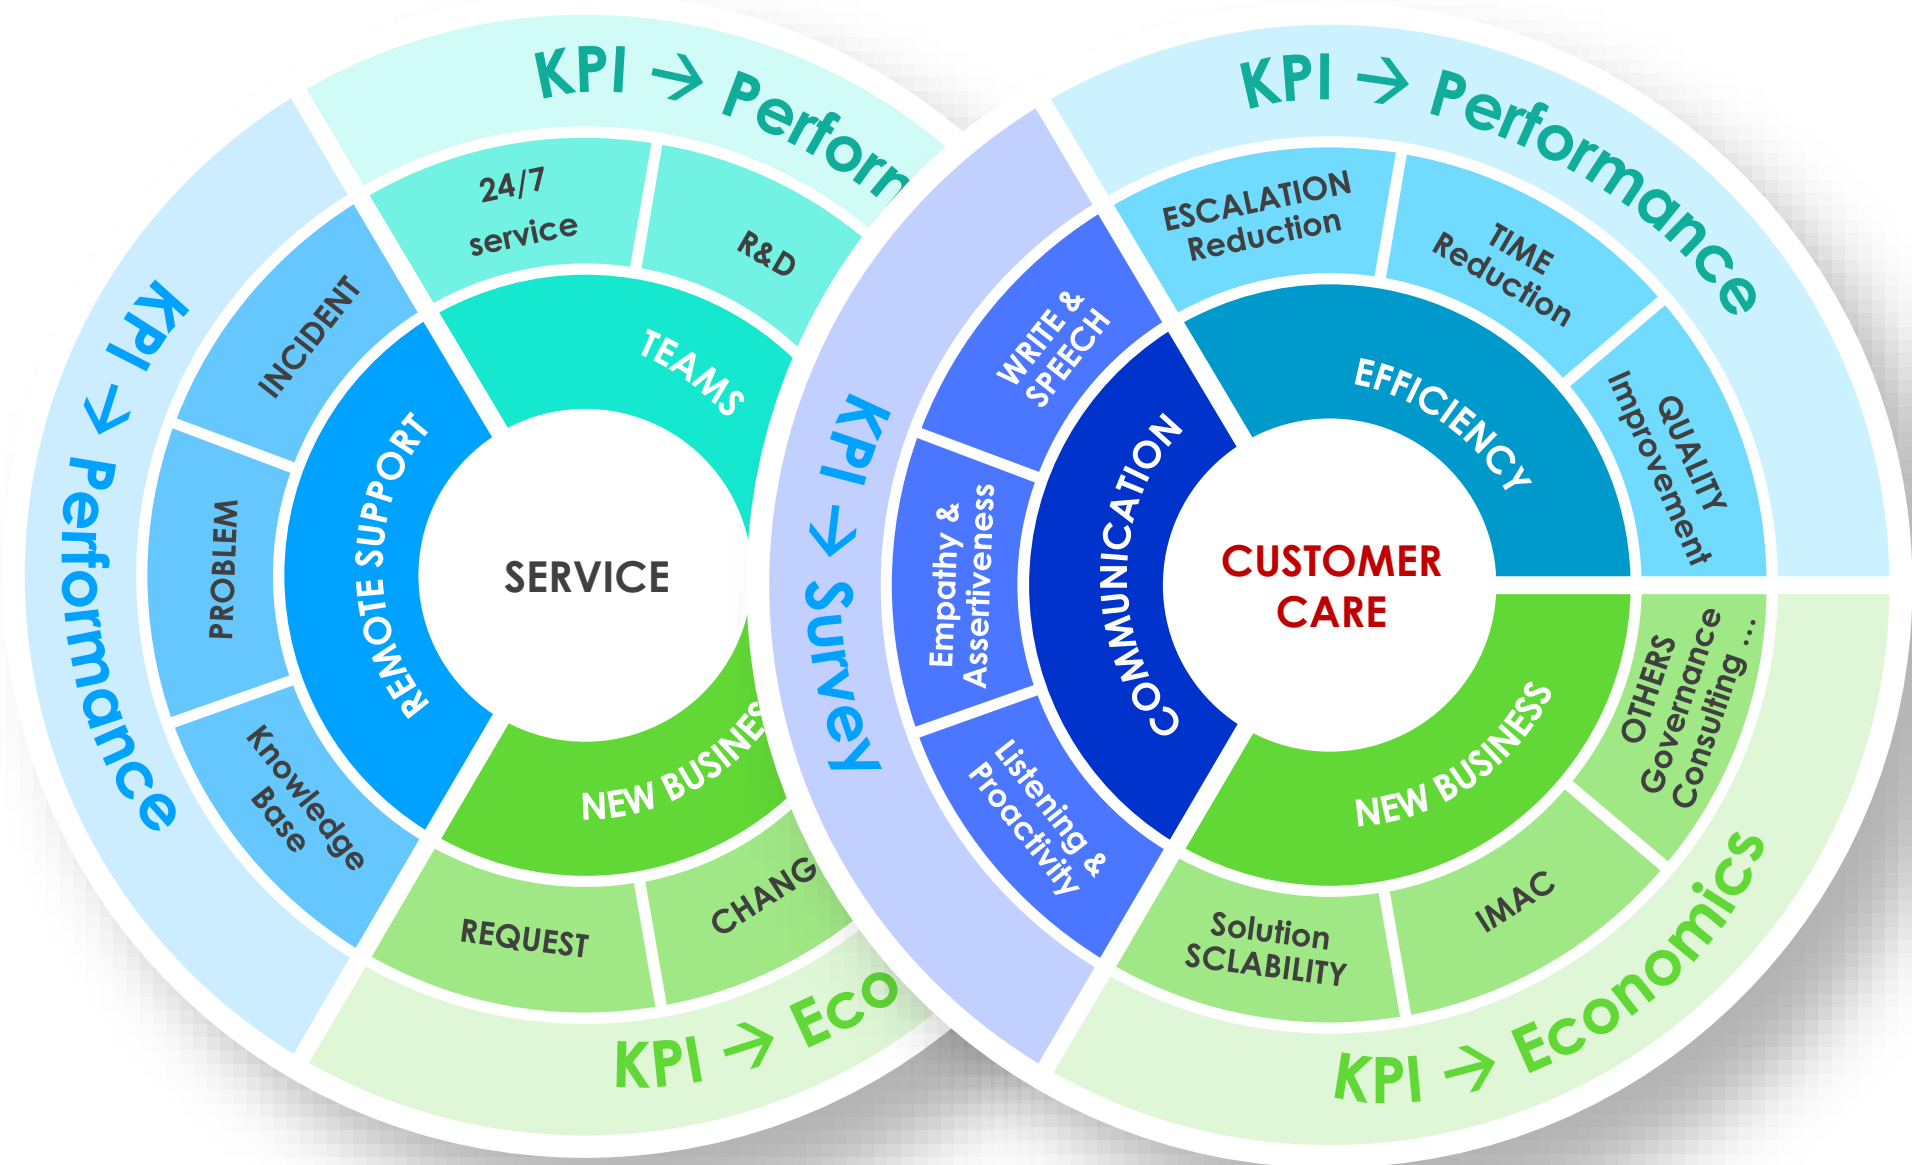 KPI → Perforn
24/7
service
R&D
TEAMS
KPI → Performance
INCIDENT
PROBLEM
Knowledge
Base
REMOTE SUPPORT
SERVICE
NEW BUSINES
REQUEST
CHANG
KPI → Eco
KPI → Performance
ESCALATION
Reduction
TIME
Reduction
QUALITY
Improvement
EFFICIENCY
KPI → Survey
WRITE &
SPEECH
Empathy &
Assertiveness
Listening &
Proactivity
COMMUNICATION
CUSTOMER
CARE
NEW BUSINESS
OTHERS
Governance
Consulting ...
IMAC
Solution
SCLABILITY
KPI → Economics